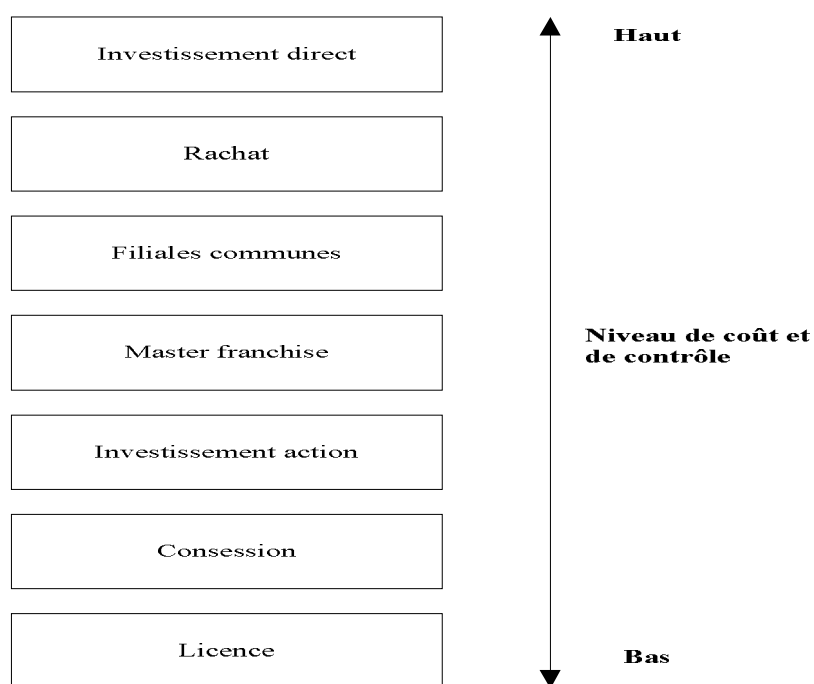 Investissement direct
Haut
Rachat
Filiales communes
Niveau de coût et
de contrôle
Master franchise
Investissement action
Consession
Licence
Bas